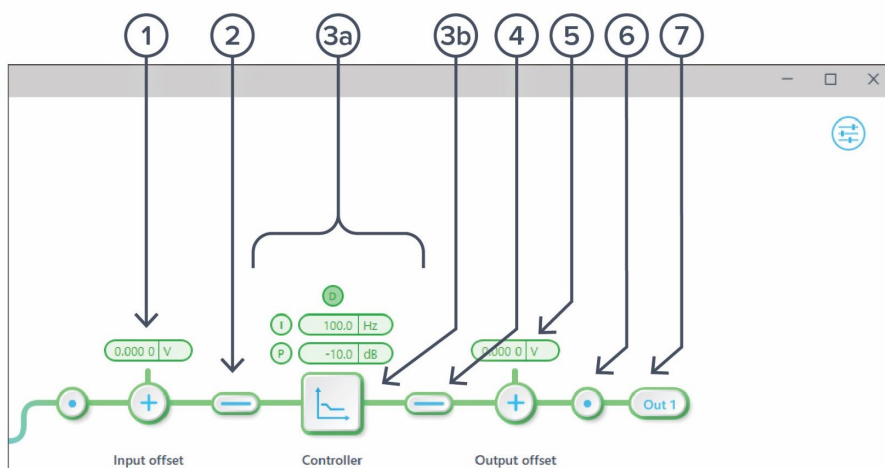 1 2 3a 3b 4 5 6 7
D
I 100.0 Hz
0.000 0 V P -10.0 dB 0.000 0 V
Out 1
Input offset Controller Output offset